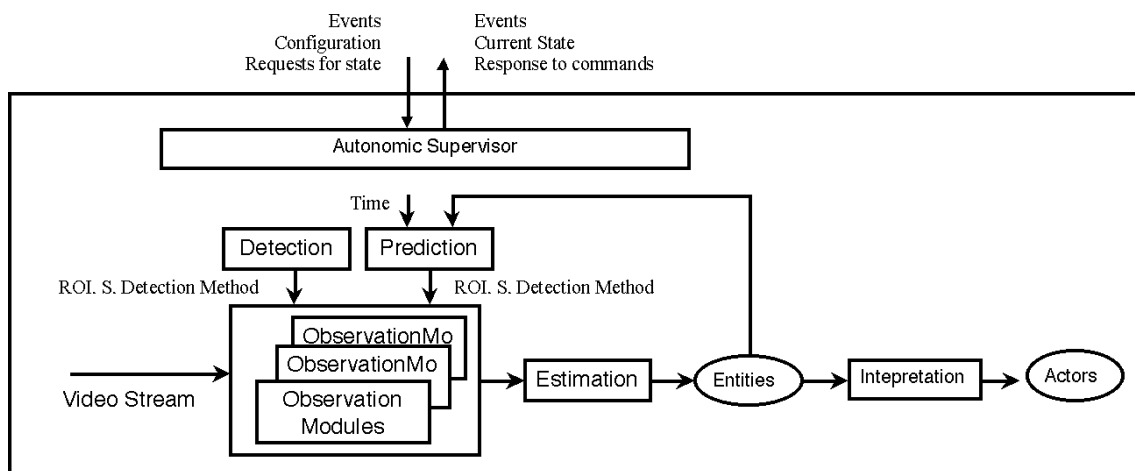 Events
Configuration
Requests for state
Events
Current State
Response to commands
Autonomic Supervisor
Time
Detection
Prediction
ROI. S. Detection Method
ROI. S. Detection Method
ObservationMo
ObservationMo
Observation
Modules
Video Stream
Estimation
Entities
Intepretation
Actors